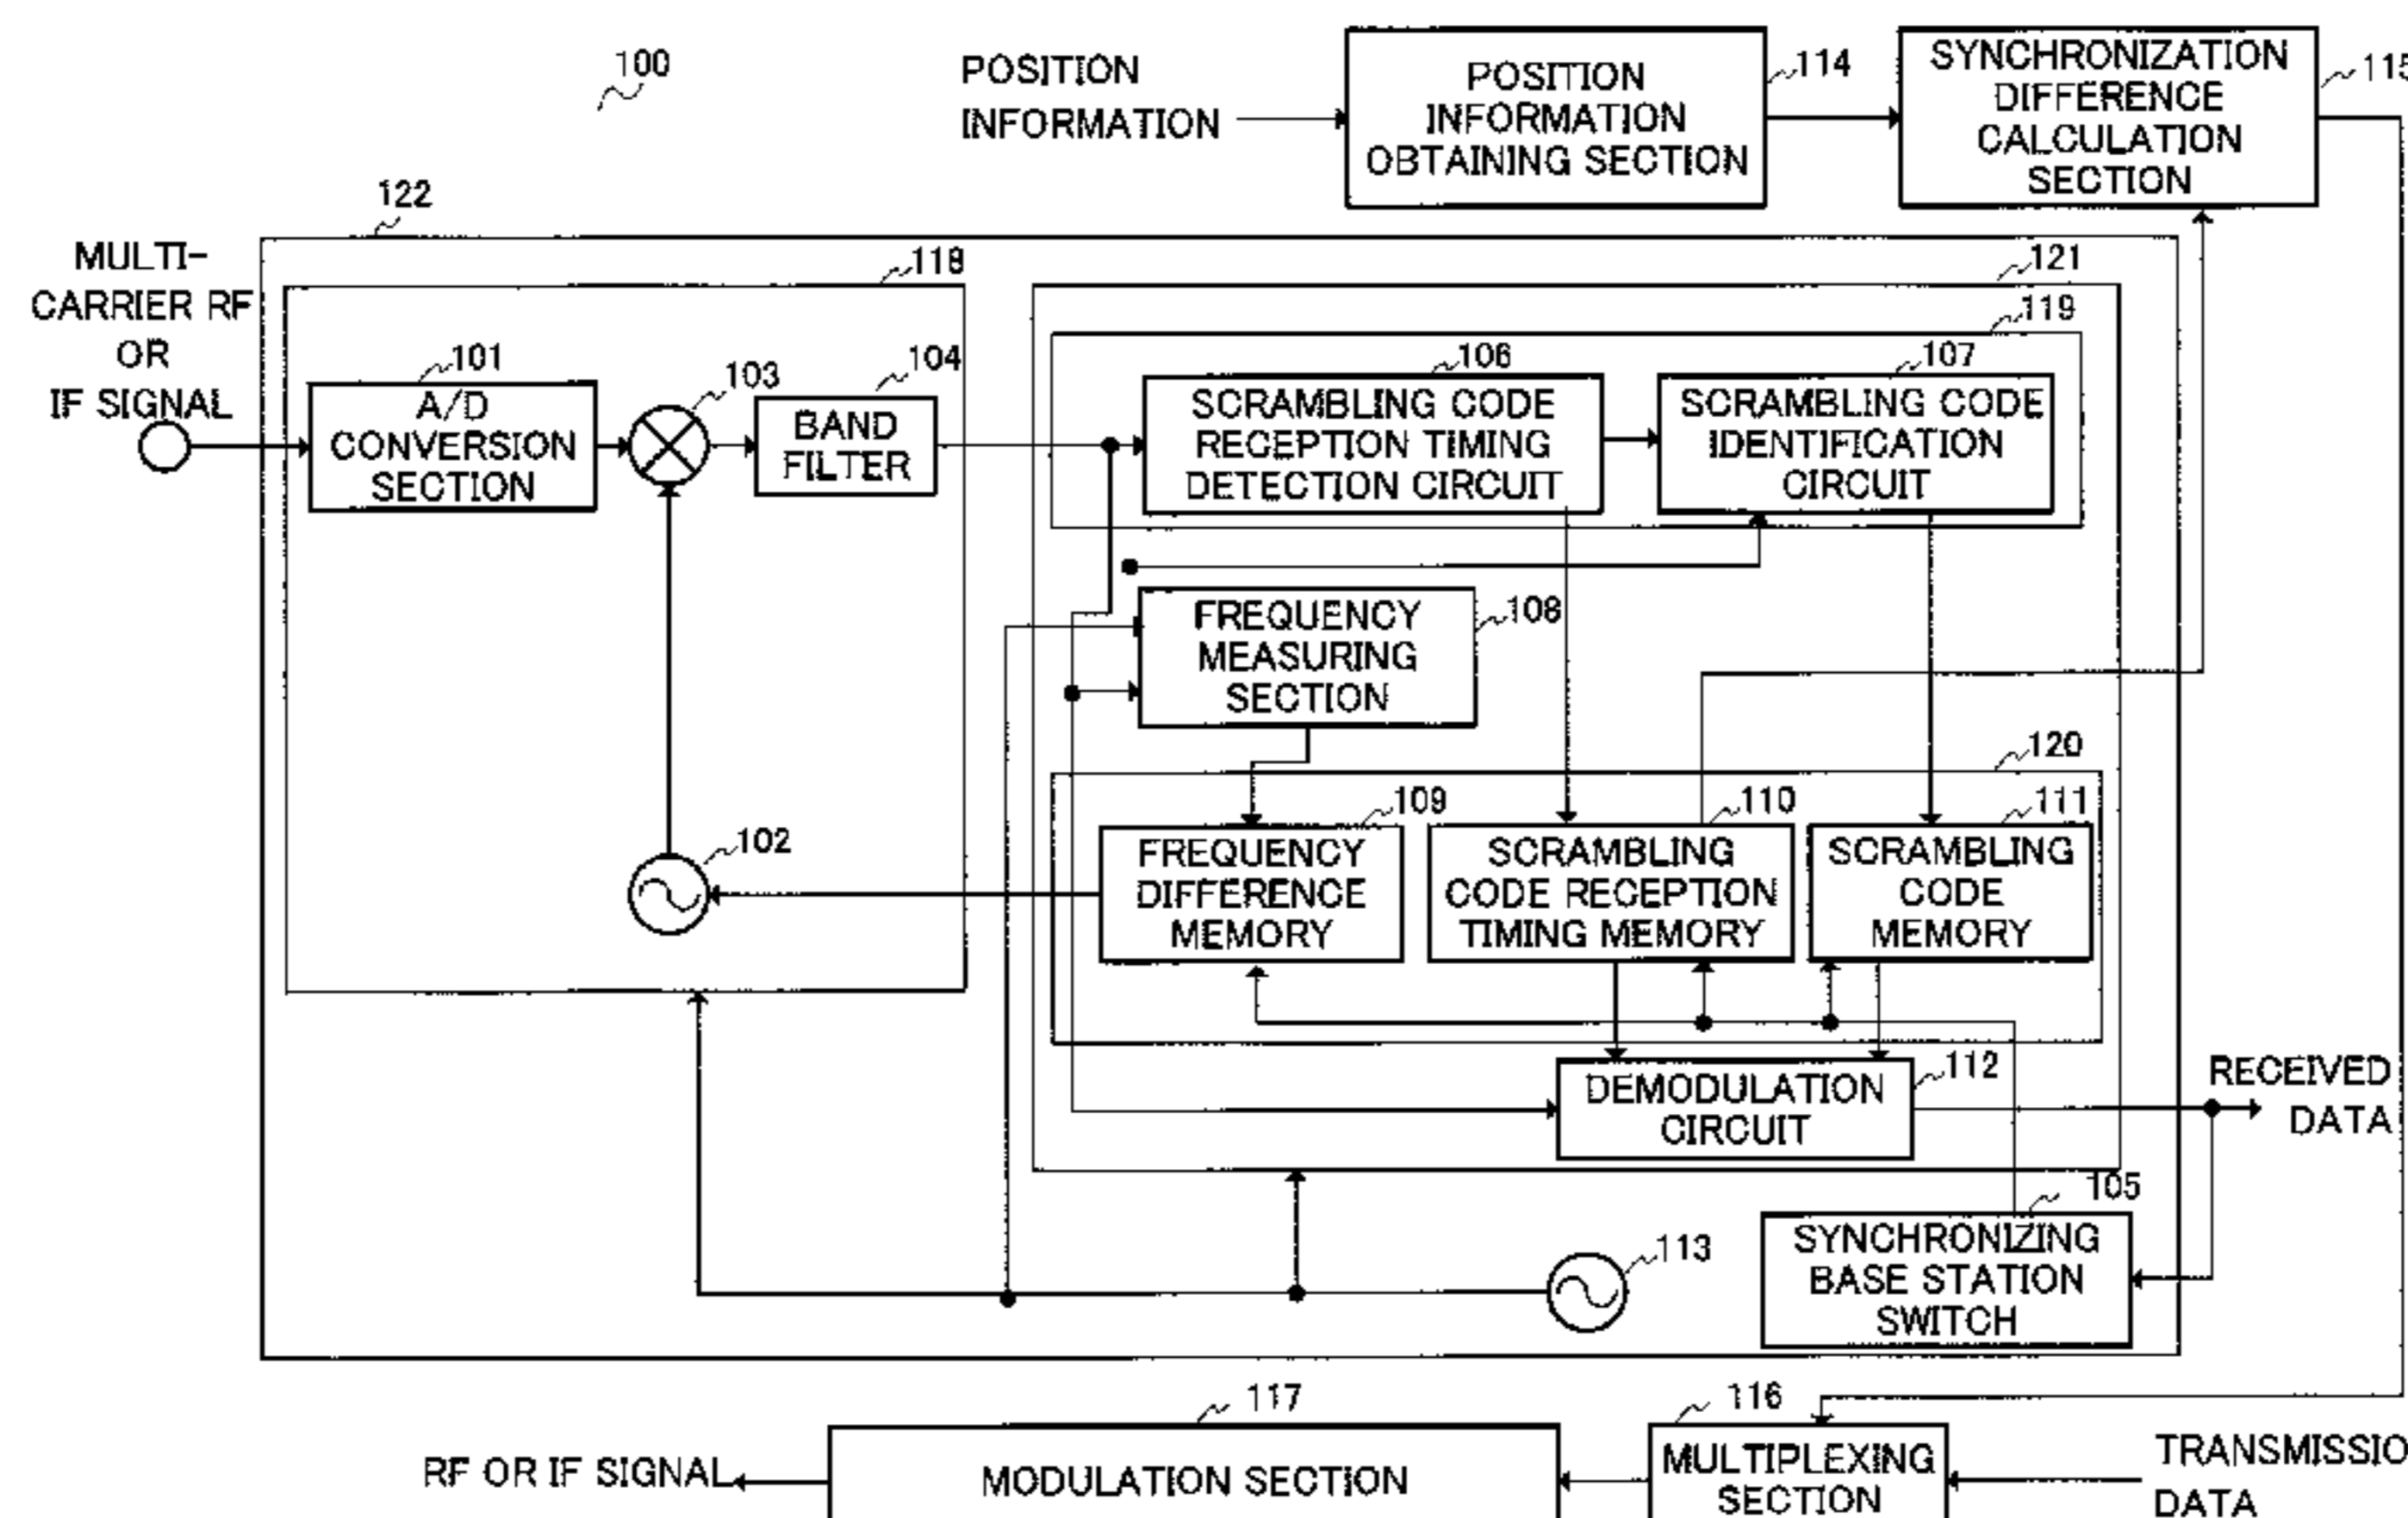 100
POSITION
INFORMATION
POSITION
INFORMATION
OBTAINING SECTION
114
SYNCHRONIZATION
DIFFERENCE
CALCULATION
SECTION
115
122
MULTI-
CARRIER RF
OR
IF SIGNAL
118
101
A/D
CONVERSION
SECTION
103
104
BAND
FILTER
102
121
119
106
SCRAMBLING CODE
RECEPTION TIMING
DETECTION CIRCUIT
107
SCRAMBLING CODE
IDENTIFICATION
CIRCUIT
FREQUENCY
MEASURING
SECTION
108
120
109
FREQUENCY
DIFFERENCE
MEMORY
110
SCRAMBLING
CODE RECEPTION
TIMING MEMORY
111
SCRAMBLING
CODE
MEMORY
DEMODULATION
CIRCUIT
112
RECEIVED
DATA
105
SYNCHRONIZING
BASE STATION
SWITCH
113
117
116
RF OR IF SIGNAL
MODULATION SECTION
MULTIPLEXING
SECTION
TRANSMISSIO
DATA